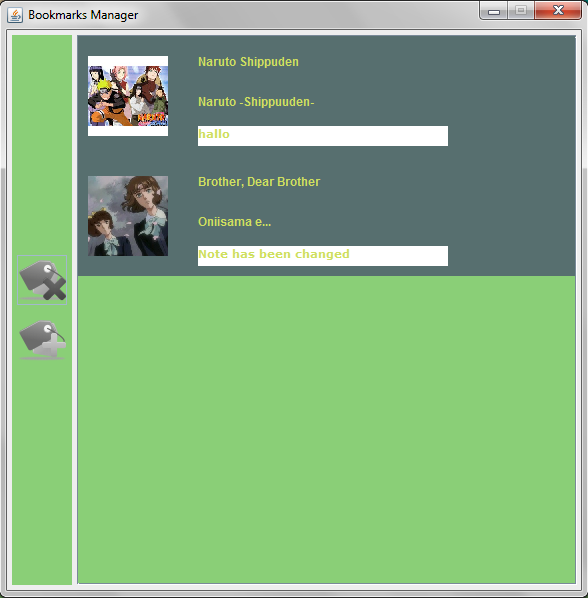 Bookmarks Manager
Naruto Shippuden
Naruto -Shippuuden-
hallo
Brother, Dear Brother
Oniisama e...
Note has been changed